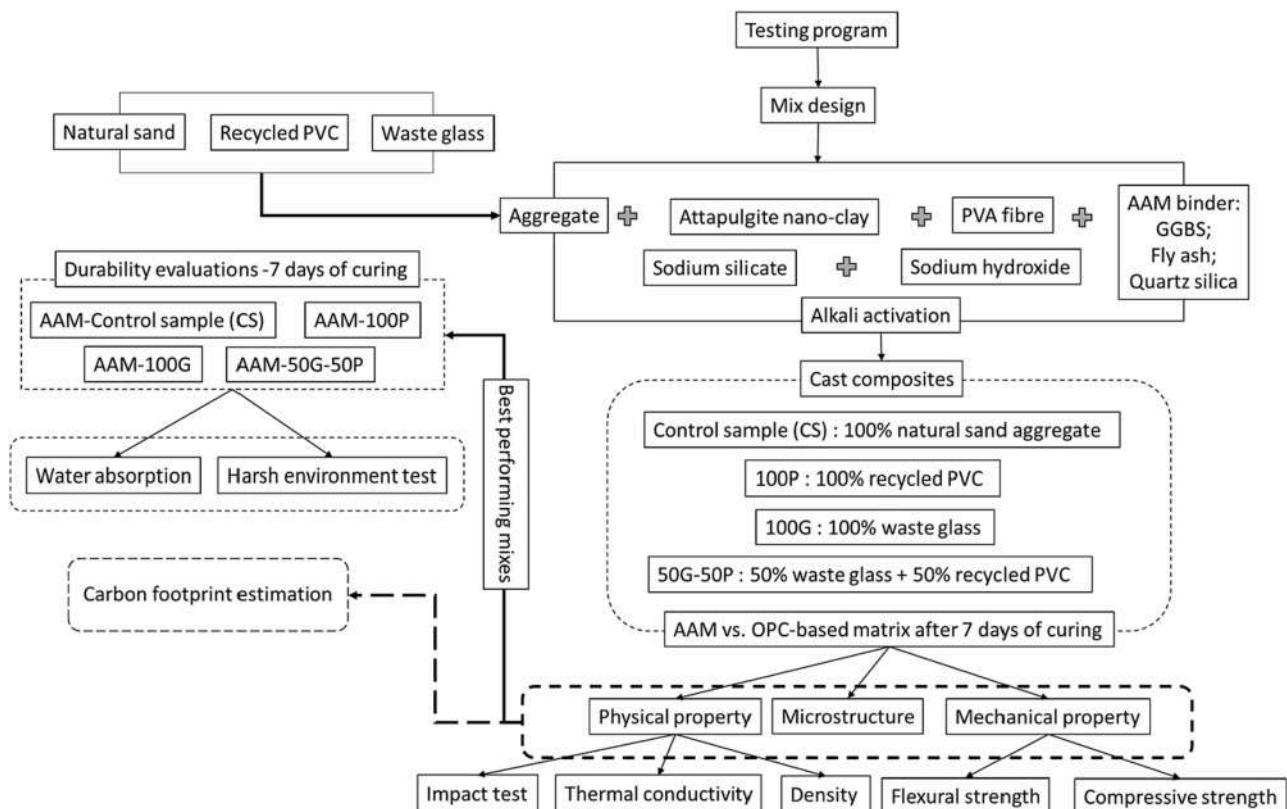 Testing program
Mix design
Natural sand
Recycled PVC
Waste glass
Aggregate
Attapulgite nano-clay
PVA fibre
AAM binder:
GGBS;
Fly ash;
Quartz silica
Sodium silicate
Sodium hydroxide
Alkali activation
Durability evaluations -7 days of curing
AAM-Control sample (CS)
AAM-100P
AAM-100G
AAM-50G-50P
Water absorption
Harsh environment test
Best performing mixes
Carbon footprint estimation
Cast composites
Control sample (CS) : 100% natural sand aggregate
100P : 100% recycled PVC
100G : 100% waste glass
50G-50P : 50% waste glass + 50% recycled PVC
AAM vs. OPC-based matrix after 7 days of curing
Physical property
Microstructure
Mechanical property
Impact test
Thermal conductivity
Density
Flexural strength
Compressive strength